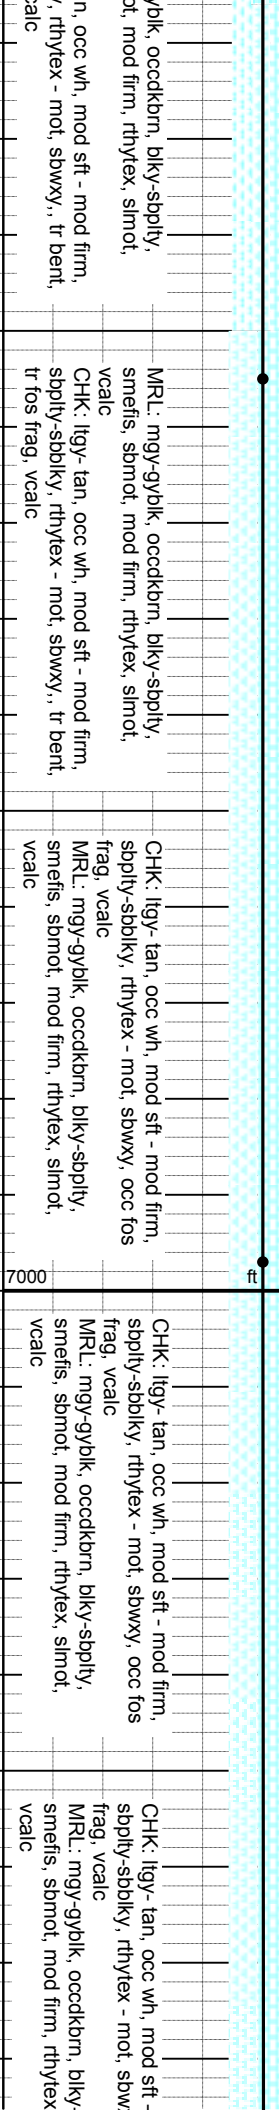 yblk, occdkbrn, blky-sbplty,
ot, mod firm, rthytex, slmot,
n, occ wh, mod sft - mod firm,
y, rthytex - mot, sbwxy,, tr bent,
calc
MRL: mgy-gyblk, occdkbrn, blky-sbplty,
smefis, sbmot, mod firm, rthytex, slmot,
vcalc
CHK: ltgy- tan, occ wh, mod sft - mod firm,
sbplty-sbblky, rthytex - mot, sbwxy,, tr bent,
tr fos frag, vcalc
CHK: ltgy- tan, occ wh, mod sft - mod firm,
sbplty-sbblky, rthytex - mot, sbwxy, occ fos
frag, vcalc
MRL: mgy-gyblk, occdkbrn, blky-sbplty,
smefis, sbmot, mod firm, rthytex, slmot,
vcalc
ft
7000
CHK: ltgy- tan, occ wh, mod sft - mod firm,
sbplty-sbblky, rthytex - mot, sbwxy, occ fos
frag, vcalc
MRL: mgy-gyblk, occdkbrn, blky-sbplty,
smefis, sbmot, mod firm, rthytex, slmot,
vcalc
CHK: ltgy- tan, occ wh, mod sft -
sbplty-sbblky, rthytex - mot, sbw
frag, vcalc
MRL: mgy-gyblk, occdkbrn, blky-
smefis, sbmot, mod firm, rthytex
vcalc